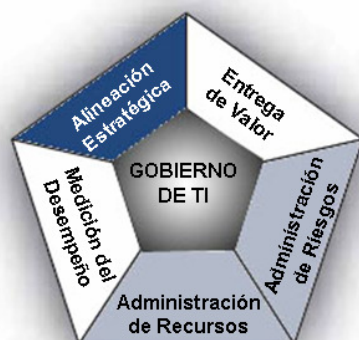 Alineación
Estratégica
Entrega
de Valor
GOBIERNO
DE TI
Medición del
Desempeño
Administración
de Riesgos
Administración
de Recursos